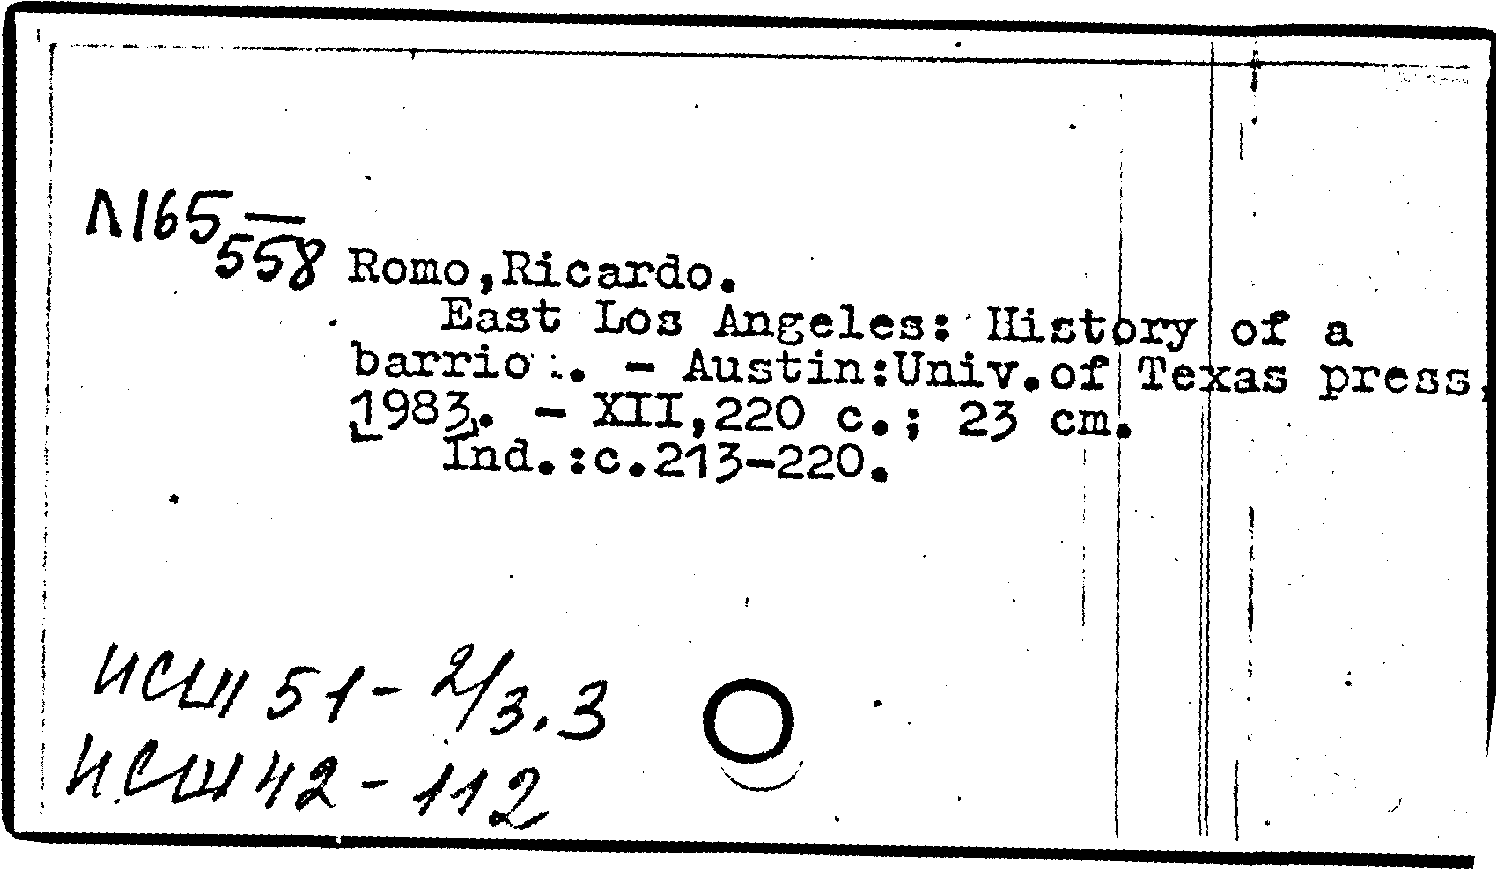 Л165
558
Romo,Ricardo.
East Los Angeles: History of a
barrio . - Austin:Univ.of Texas press,
1983. - XII,220 c.; 23 cm.
Ind.:c.213-220.
ИСШ 51-2/3.3
ИСШ 42-112